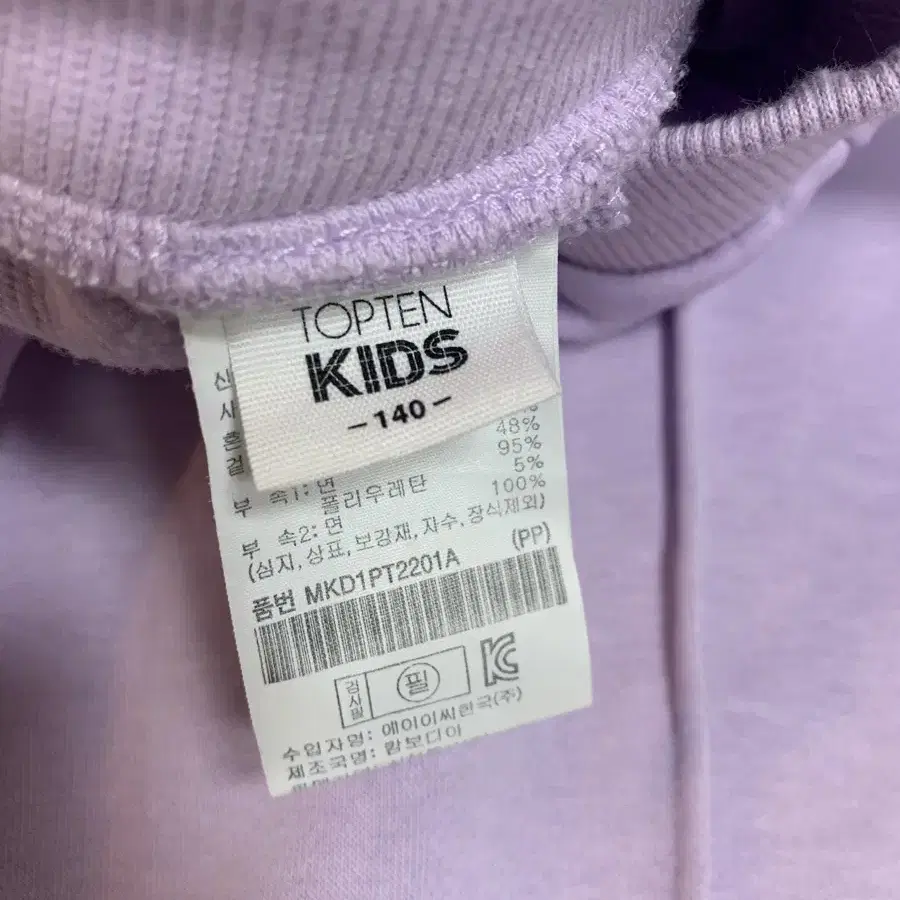 TOPTEN
KIDS
-140-
48%
95%
부 속1: 면 5%
폴리우레탄 100%
부 속2: 면
(심지,상표,보강재,자수,장식제외)
(PP)
품번 MKD1PT2201A
검사필
필
수입자명: 에이이씨한국(주)
제조국명: 캄보디아